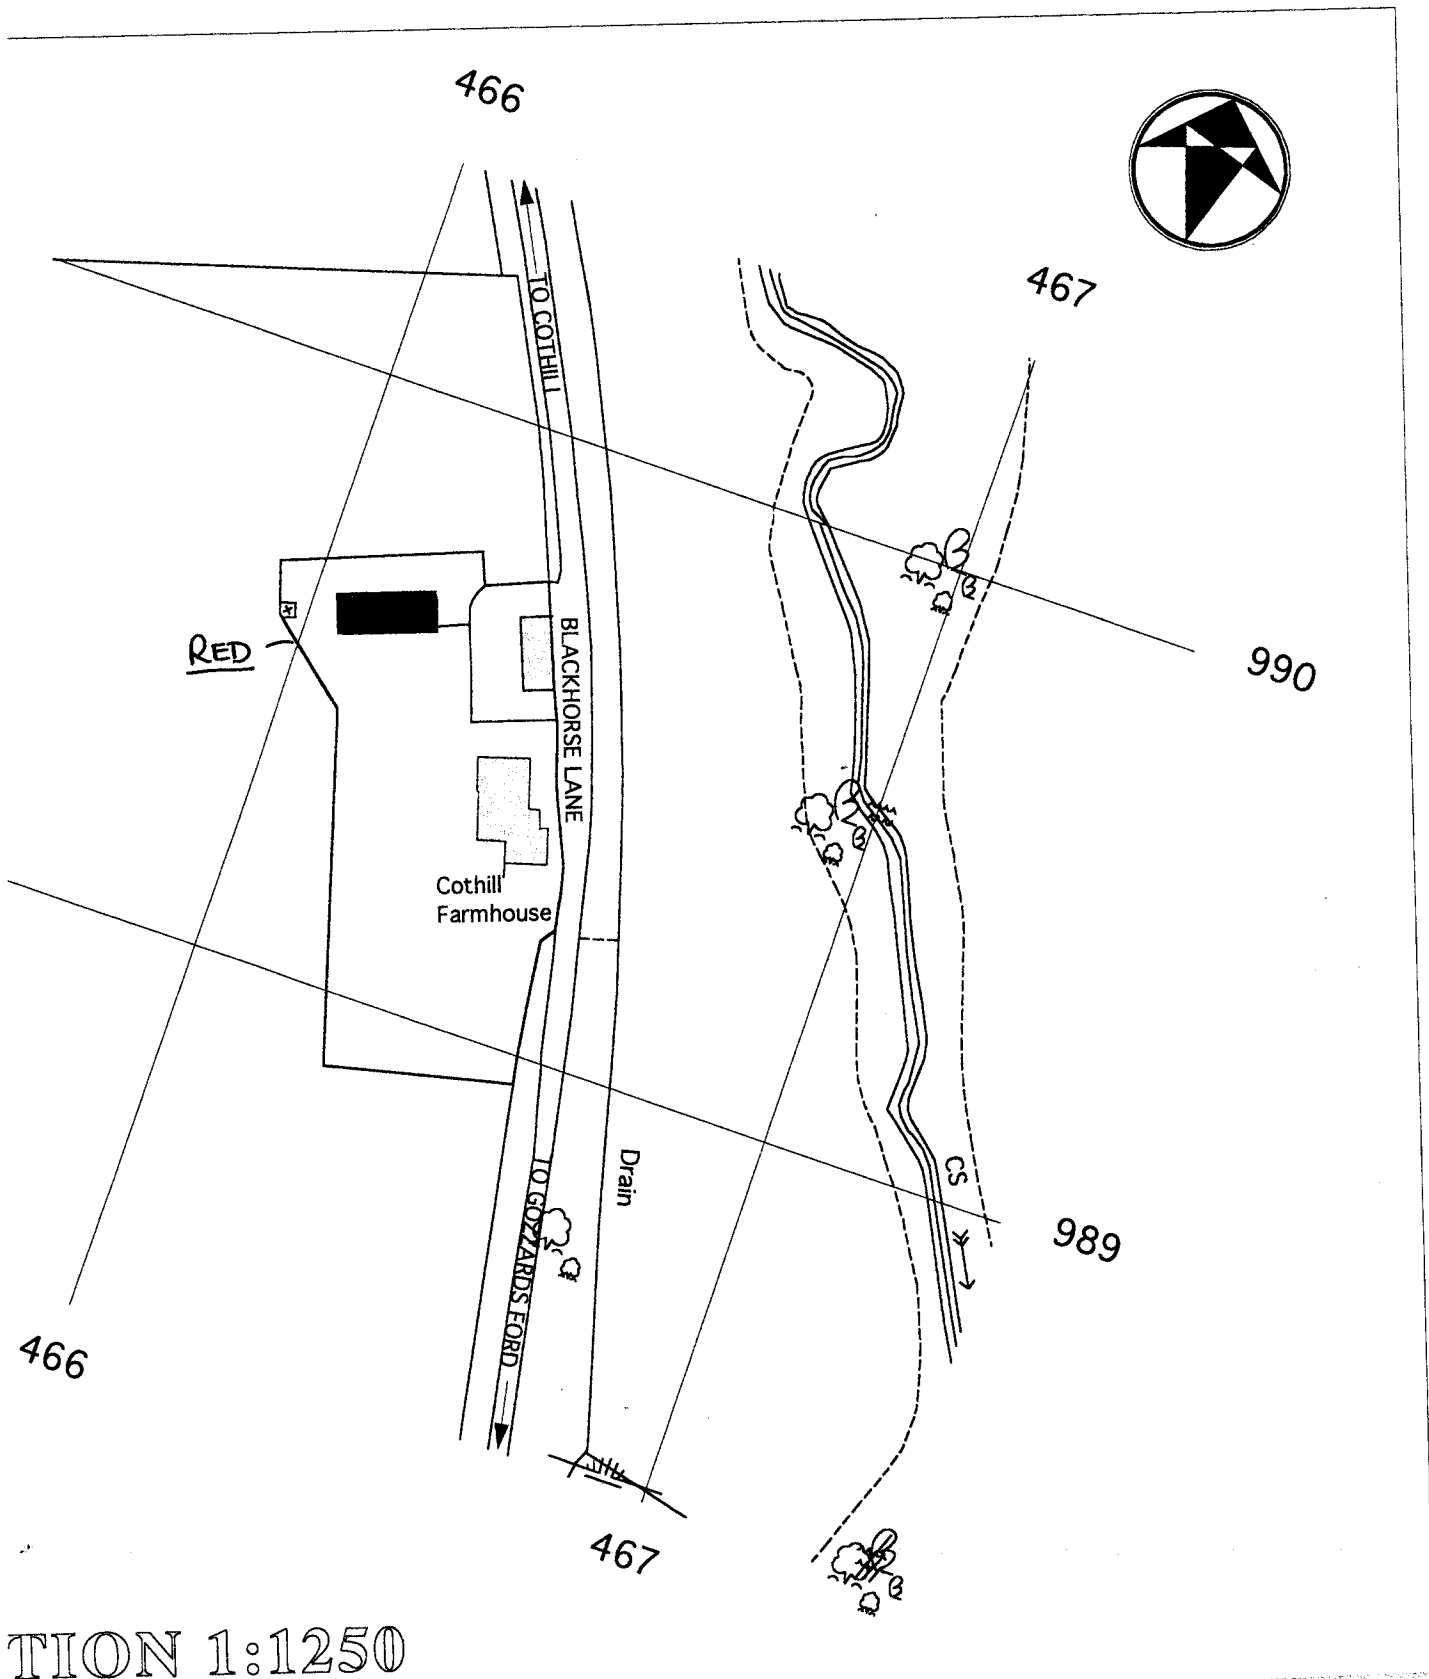 466
467
TO COTHILL
990
RED
BLACKHORSE LANE
Cothill
Farmhouse
Drain
CS
989
TO GOZZARDS FORD
466
467
TION 1:1250